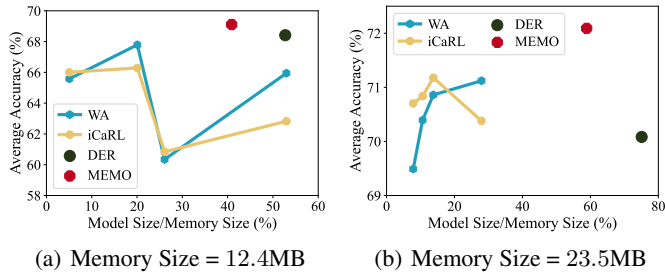 70
68
66
64
62
60
58
0 10 20 30 40 50 60
Average Accuracy (%)
Model Size/Memory Size (%)
WA
iCaRL
DER
MEMO
(a) Memory Size = 12.4MB
72
71
70
69
0 20 40 60 80
Average Accuracy (%)
Model Size/Memory Size (%)
WA DER
iCaRL MEMO
(b) Memory Size = 23.5MB